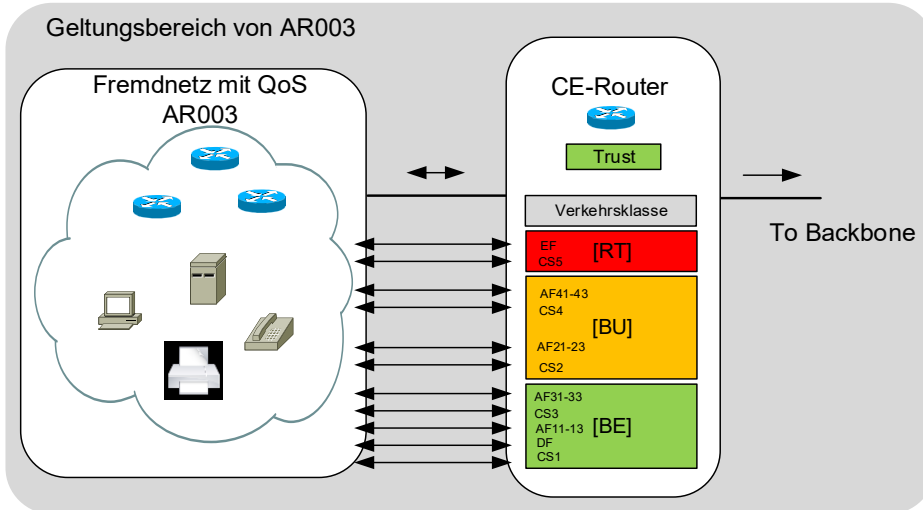 Geltungsbereich von AR003
Fremdnetz mit QoS
AR003
CE-Router
Trust
Verkehrsklasse
To Backbone
EF
[RT]
CS5
AF41-43
CS4
[BU]
AF21-23
CS2
AF31-33
CS3
AF11-13
[BE]
DF
CS1